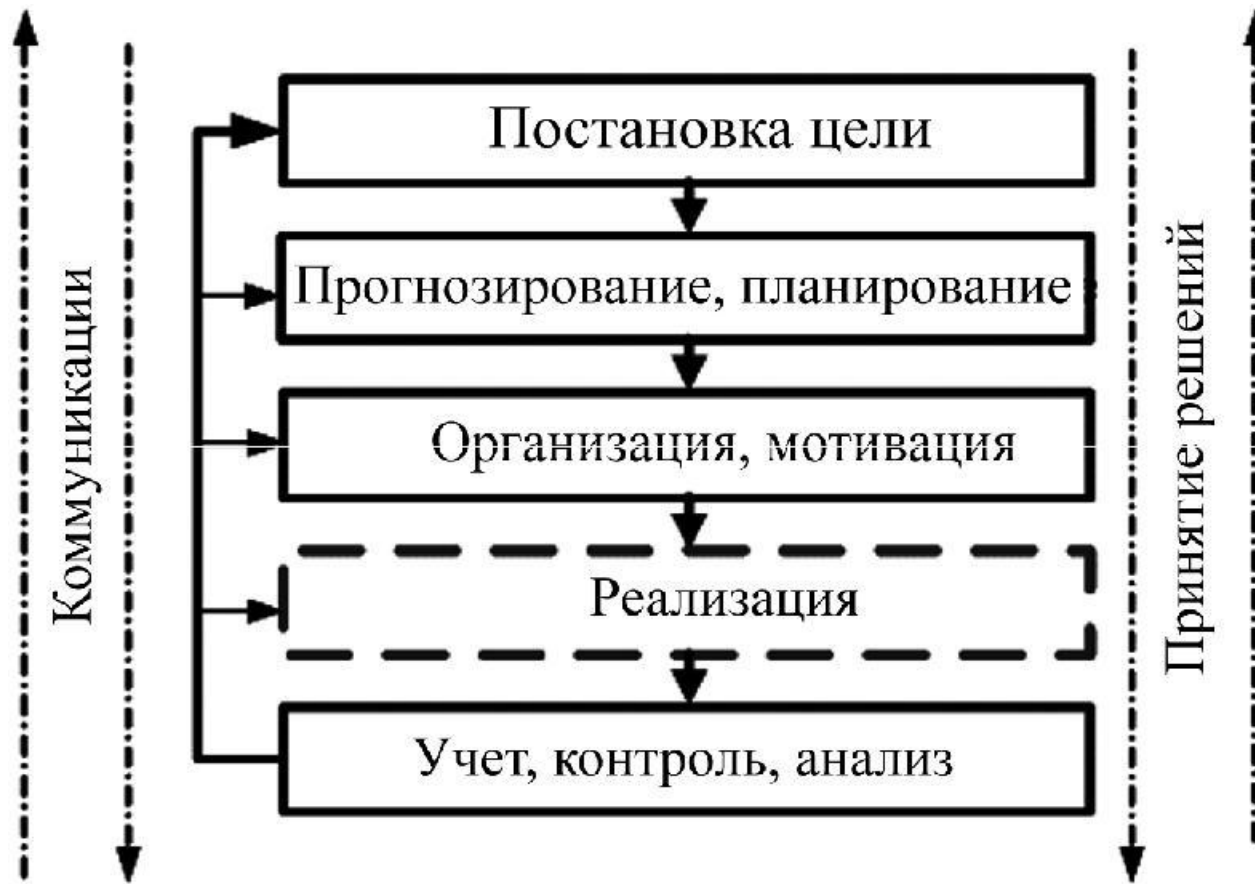 Коммуникации
Постановка цели
Прогнозирование, планирование
Организация, мотивация
Реализация
Учет, контроль, анализ
Принятие решений